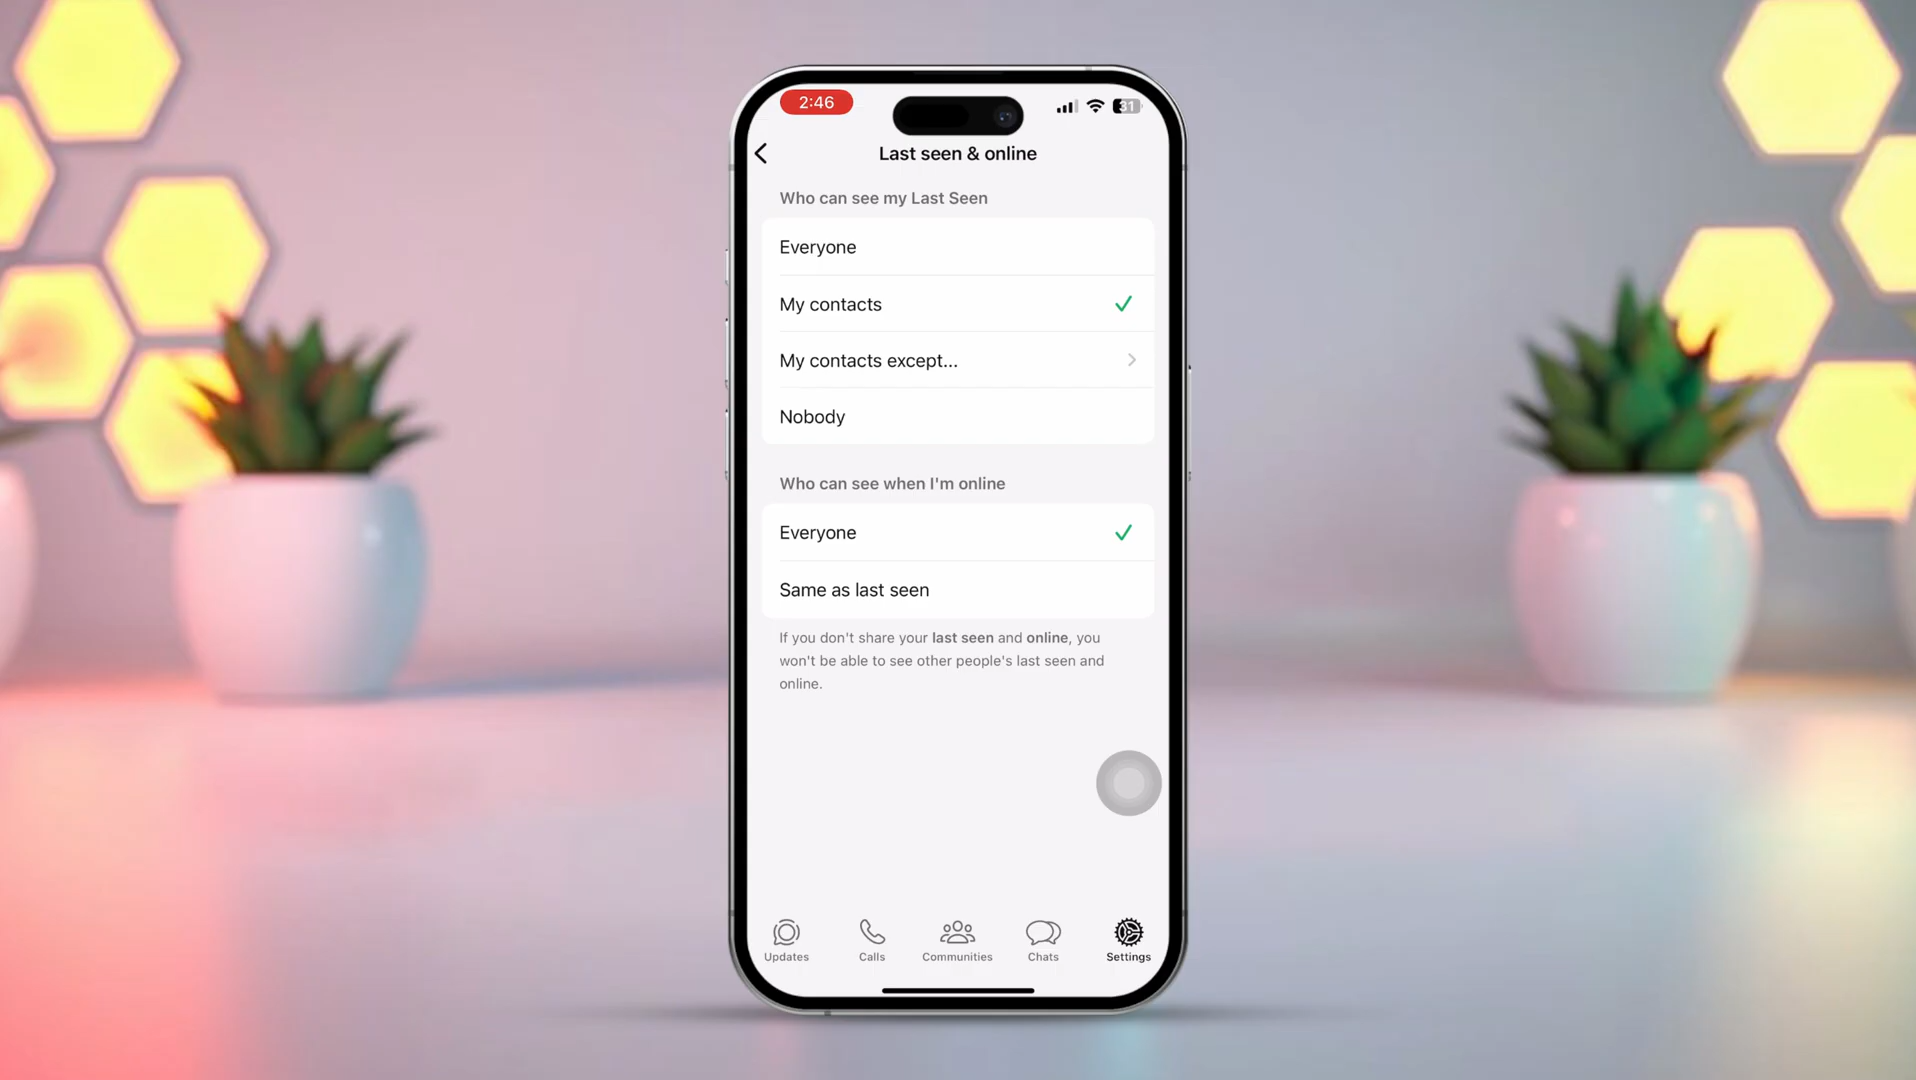 2:46
31
Last seen & online
Who can see my Last Seen
Everyone
My contacts
My contacts except...
Nobody
Who can see when I'm online
Everyone
Same as last seen
If you don't share your last seen and online, you
won't be able to see other people's last seen and
online.
Updates
Calls
Communities
Chats
Settings